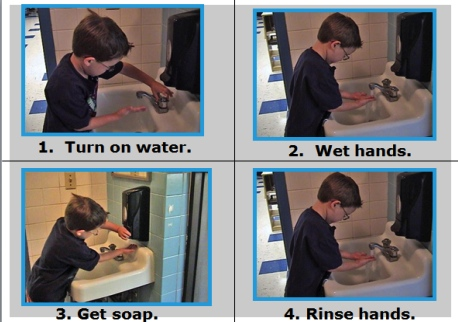 1. Turn on water.
2. Wet hands.
3. Get soap.
4. Rinse hands.